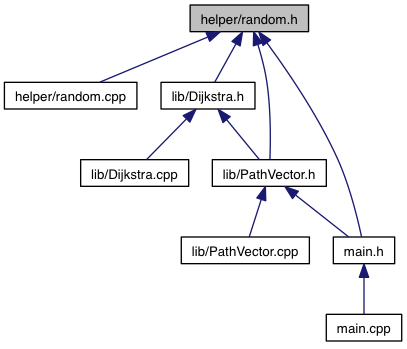 helper/random.h
helper/random.cpp
lib/Dijkstra.h
lib/Dijkstra.cpp
lib/PathVector.h
lib/PathVector.cpp
main.h
main.cpp